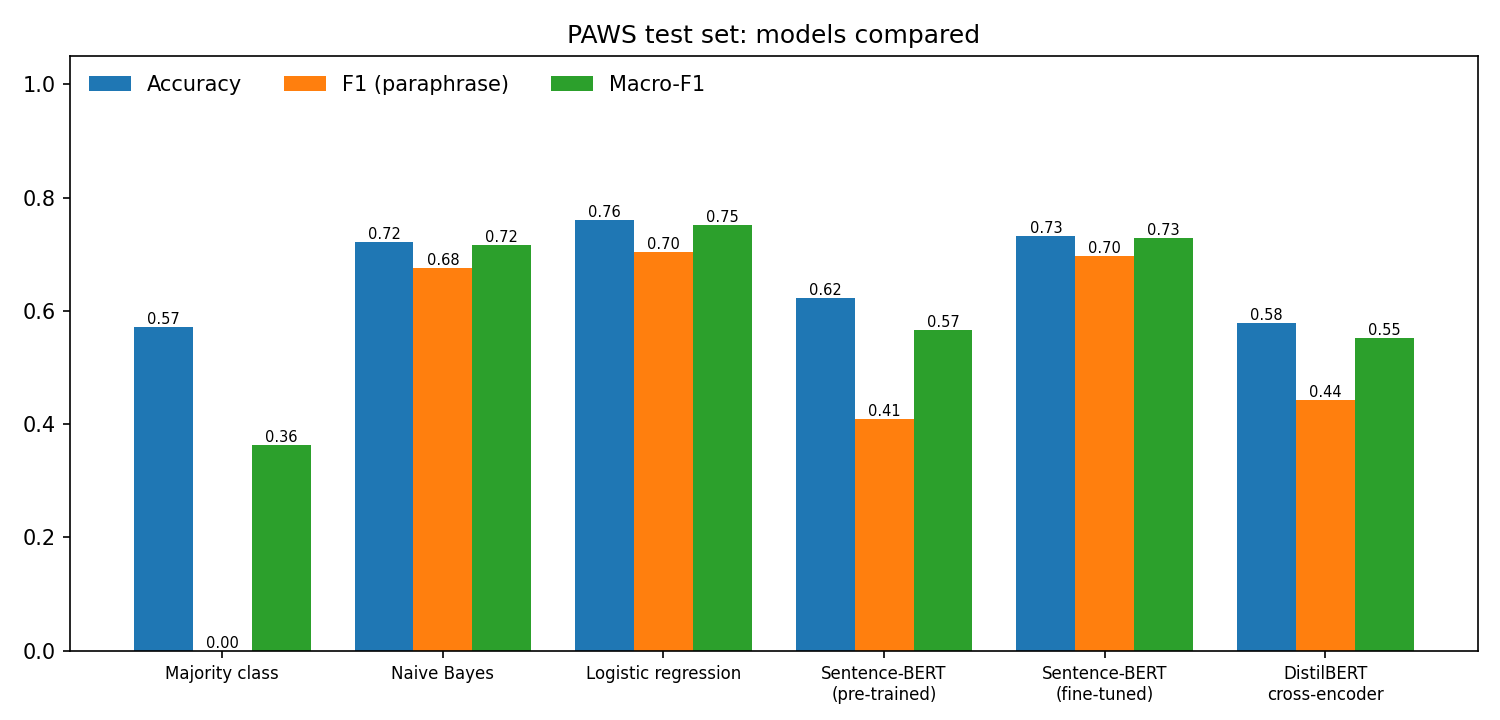 PAWS test set: models compared
Accuracy F1 (paraphrase) Macro-F1
1.0
0.8
0.6
0.4
0.2
0.0
0.57 0.00 0.36
0.72 0.68 0.72
0.76 0.70 0.75
0.62 0.41 0.57
0.73 0.70 0.73
0.58 0.44 0.55
Majority class
Naive Bayes
Logistic regression
Sentence-BERT
(pre-trained)
Sentence-BERT
(fine-tuned)
DistilBERT
cross-encoder